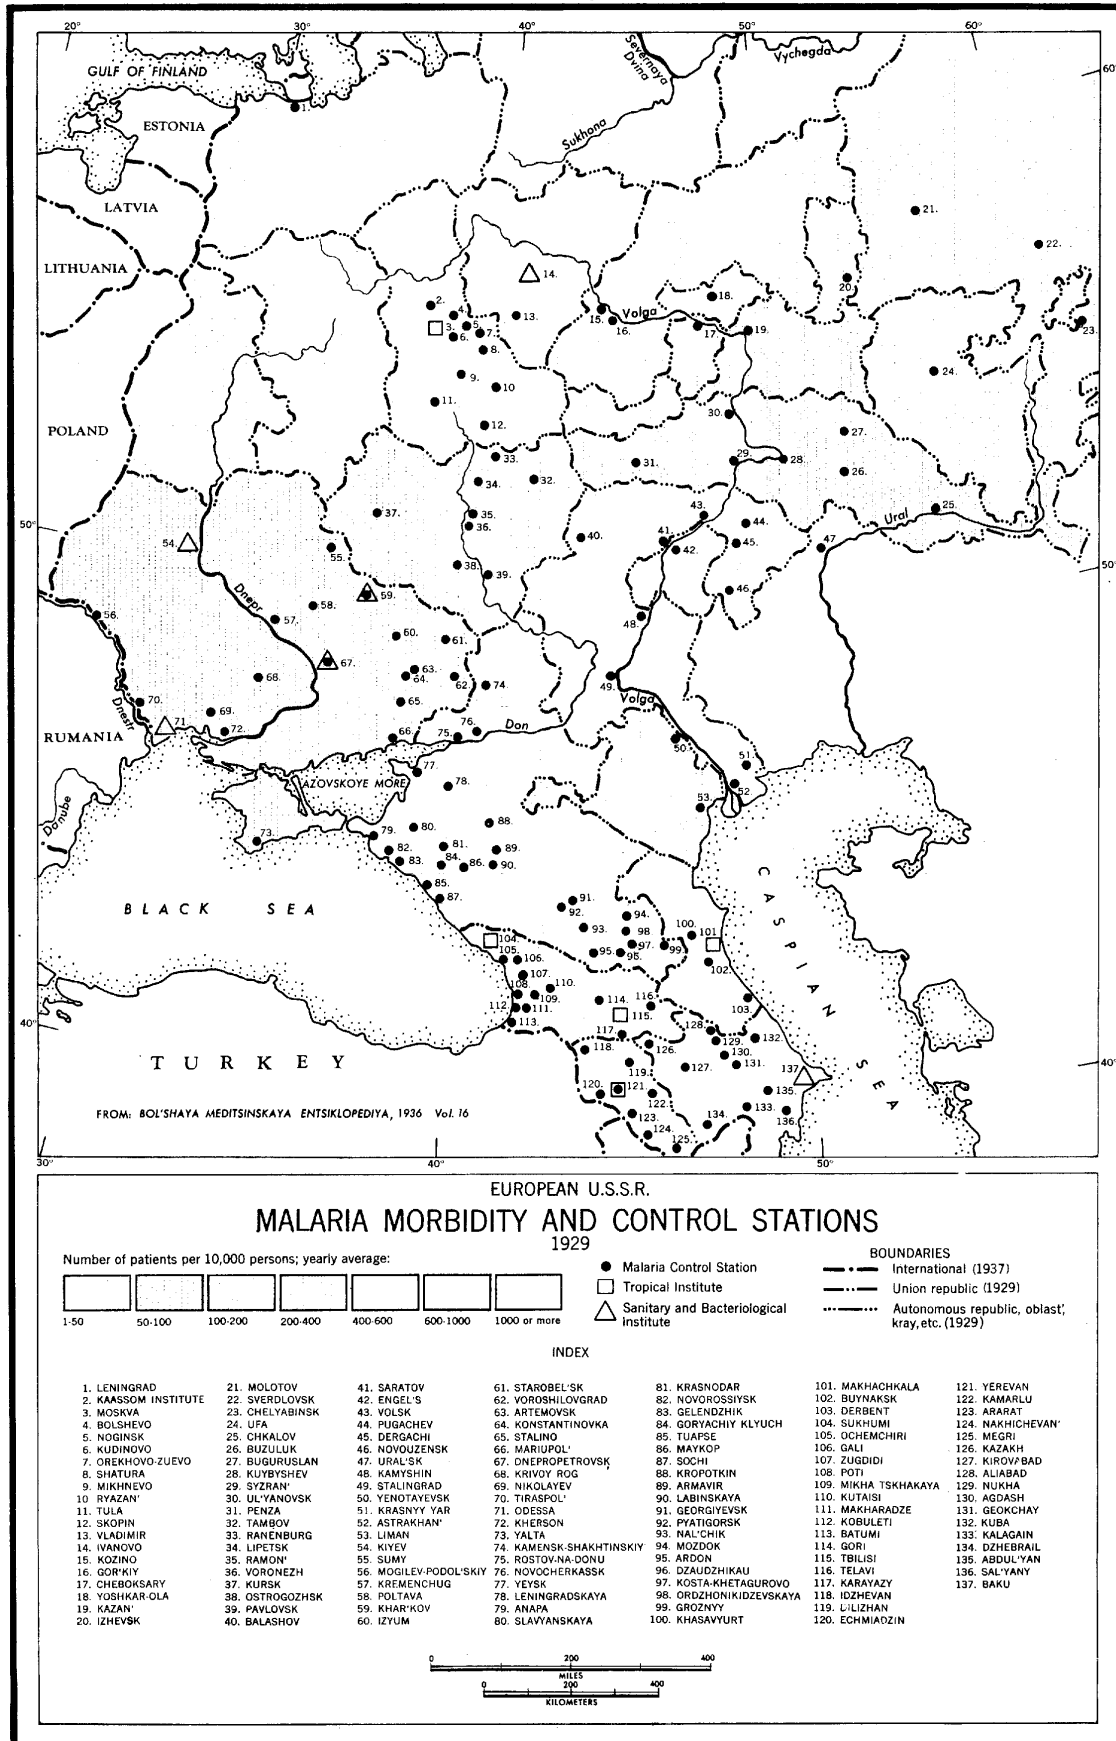 20° 30° 40° 50° 60°
GULF OF FINLAND
ESTONIA
LATVIA
LITHUANIA
POLAND
RUMANIA
Severnaya Dvina
Vychegda
Sukhona
60°
Volga
50°
Ural
50°
Dnepr
Dnestr
Volga
Don
Danube
AZOVSKOYE MORE
BLACK SEA
CASPIAN SEA
40°
TURKEY
40°
FROM: BOL'SHAYA MEDITSINSKAYA ENTSIKLOPEDIYA, 1936 Vol. 16
30° 40° 50°
EUROPEAN U.S.S.R.
MALARIA MORBIDITY AND CONTROL STATIONS
1929
Number of patients per 10,000 persons; yearly average:
1-50 50-100 100-200 200-400 400-600 600-1000 1000 or more
Malaria Control Station
Tropical Institute
Sanitary and Bacteriological Institute
BOUNDARIES
International (1937)
Union republic (1929)
Autonomous republic, oblast',
kray, etc. (1929)
INDEX
1. LENINGRAD
2. KAASSOM INSTITUTE
3. MOSKVA
4. BOLSHEVO
5. NOGINSK
6. KUDINOVO
7. OREKHOVO-ZUEVO
8. SHATURA
9. MIKHNEVO
10 RYAZAN'
11. TULA
12. SKOPIN
13. VLADIMIR
14. IVANOVO
15. KOZINO
16. GOR'KIY
17. CHEBOKSARY
18. YOSHKAR-OLA
19. KAZAN'
20. IZHEVSK
21. MOLOTOV
22. SVERDLOVSK
23. CHELYABINSK
24. UFA
25. CHKALOV
26. BUZULUK
27. BUGURUSLAN
28. KUYBYSHEV
29. SYZRAN'
30. UL'YANOVSK
31. PENZA
32. TAMBOV
33. RANENBURG
34. LIPETSK
35. RAMON'
36. VORONEZH
37. KURSK
38. OSTROGOZHSK
39. PAVLOVSK
40. BALASHOV
41. SARATOV
42. ENGEL'S
43. VOLSK
44. PUGACHEV
45. DERGACHI
46. NOVOUZENSK
47. URAL'SK
48. KAMYSHIN
49. STALINGRAD
50. YENOTAYEVSK
51. KRASNYY YAR
52. ASTRAKHAN'
53. LIMAN
54. KIYEV
55. SUMY
56. MOGILEV-PODOL'SKIY
57. KREMENCHUG
58. POLTAVA
59. KHAR'KOV
60. IZYUM
61. STAROBEL'SK
62. VOROSHILOVGRAD
63. ARTEMOVSK
64. KONSTANTINOVKA
65. STALINO
66. MARIUPOL'
67. DNEPROPETROVSK
68. KRIVOY ROG
69. NIKOLAYEV
70. TIRASPOL'
71. ODESSA
72. KHERSON
73. YALTA
74. KAMENSK-SHAKHTINSKIY
75. ROSTOV-NA-DONU
76. NOVOCHERKASSK
77. YEYSK
78. LENINGRADSKAYA
79. ANAPA
80. SLAVYANSKAYA
81. KRASNODAR
82. NOVOROSSIYSK
83. GELENDZHIK
84. GORYACHIY KLYUCH
85. TUAPSE
86. MAYKOP
87. SOCHI
88. KROPOTKIN
89. ARMAVIR
90. LABINSKAYA
91. GEORGIYEVSK
92. PYATIGORSK
93. NAL'CHIK
94. MOZDOK
95. ARDON
96. DZAUDZHIKAU
97. KOSTA-KHETAGUROVO
98. ORDZHONIKIDZEVSKAYA
99. GROZNYY
100. KHASAVYURT
101. MAKHACHKALA
102. BUYNAKSK
103. DERBENT
104. SUKHUMI
105. OCHEMCHIRI
106. GALI
107. ZUGDIDI
108. POTI
109. MIKHA TSKHAKAYA
110. KUTAISI
111. MAKHARADZE
112. KOBULETI
113. BATUMI
114. GORI
115. TBILISI
116. TELAVI
117. KARAYAZY
118. IDZHEVAN
119. DILIZHAN
120. ECHMIADZIN
121. YEREVAN
122. KAMARLU
123. ARARAT
124. NAKHICHEVAN'
125. MEGRI
126. KAZAKH
127. KIROVABAD
128. ALIABAD
129. NUKHA
130. AGDASH
131. GEOKCHAY
132. KUBA
133. KALAGAIN
134. DZHEBRAIL
135. ABDUL'YAN
136. SAL'YANY
137. BAKU
0 200 400
MILES
0 200 400
KILOMETERS